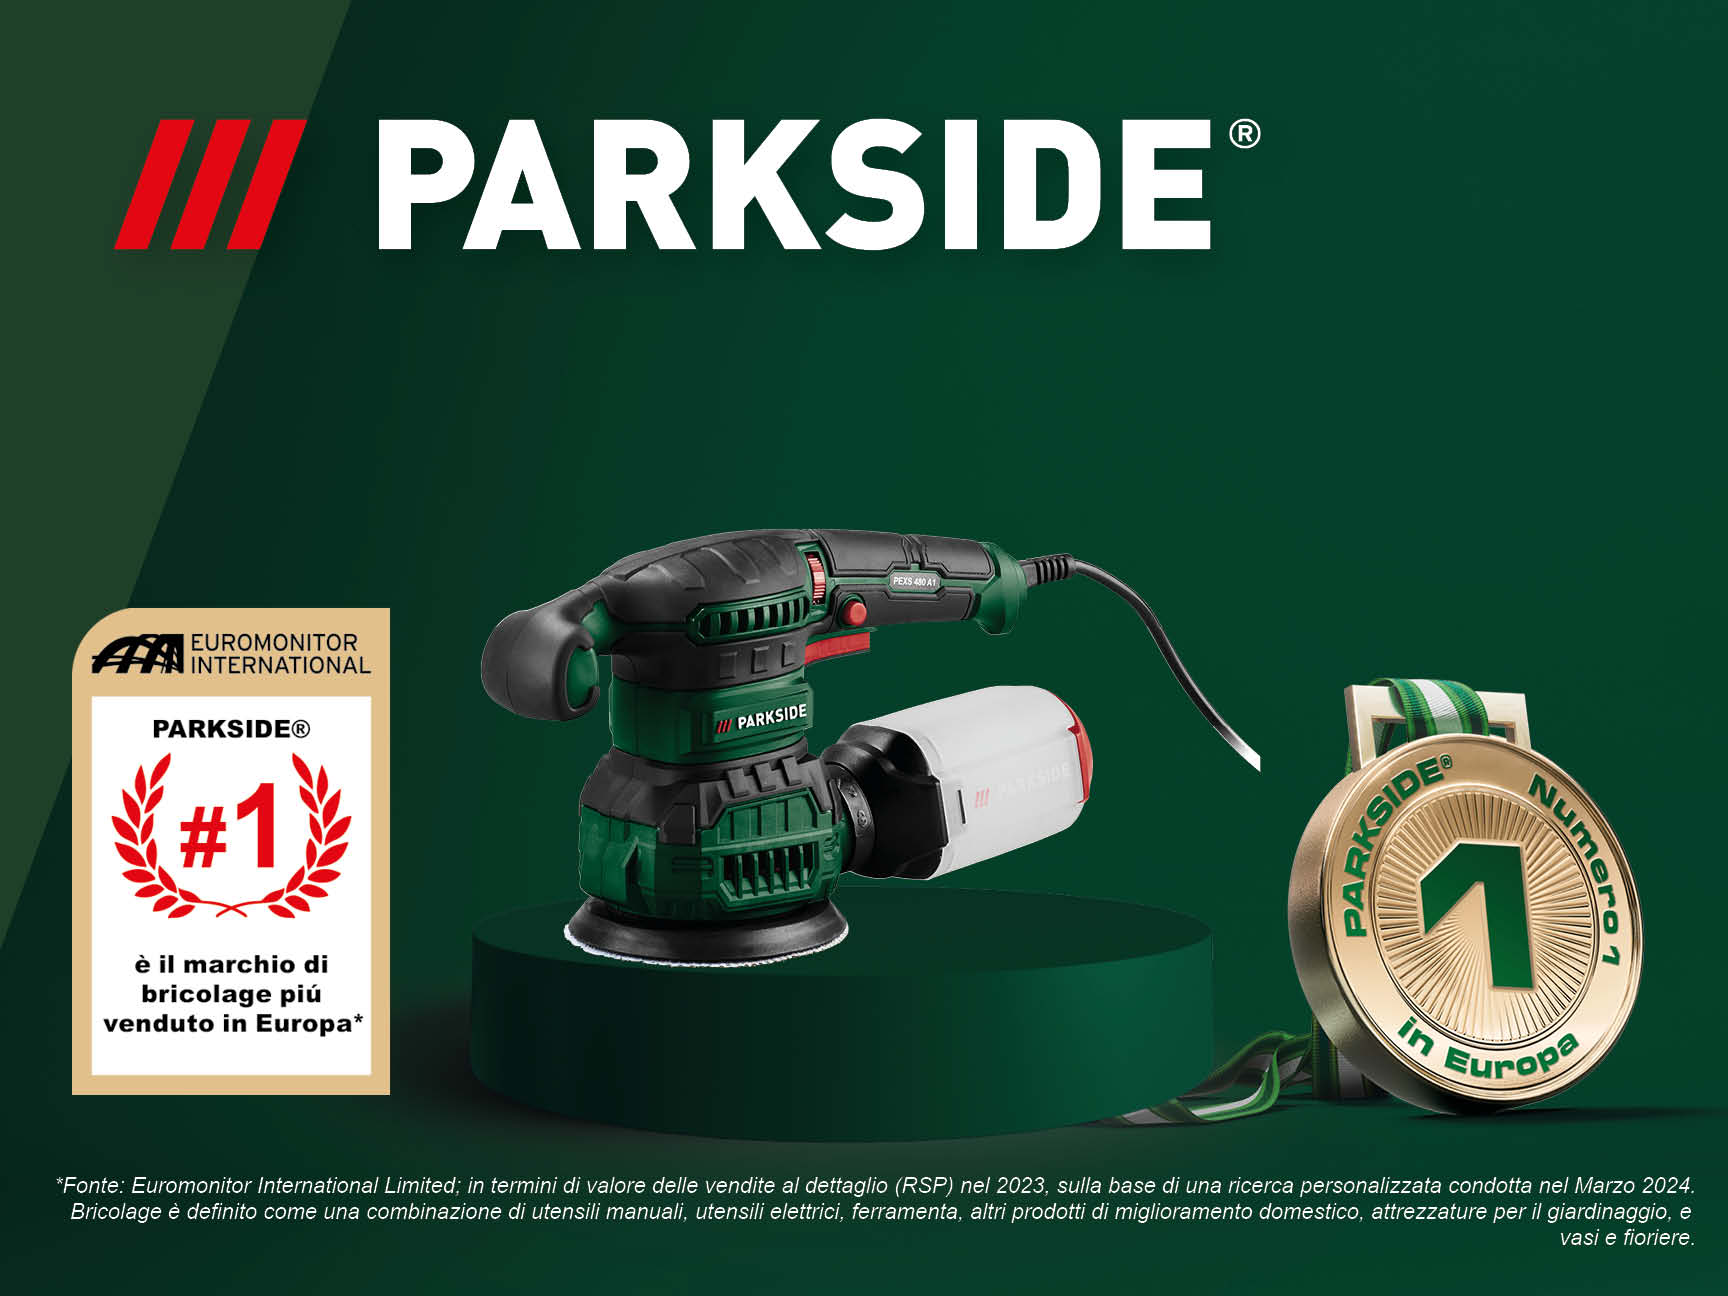 PARKSIDE®
PEXS 480 A1
PARKSIDE
PARKSIDE
EUROMONITOR
INTERNATIONAL
PARKSIDE®
#1
è il marchio di
bricolage piú
venduto in Europa*
PARKSIDE® Numero 1
1
in Europa
*Fonte: Euromonitor International Limited; in termini di valore delle vendite al dettaglio (RSP) nel 2023, sulla base di una ricerca personalizzata condotta nel Marzo 2024.
Bricolage è definito come una combinazione di utensili manuali, utensili elettrici, ferramenta, altri prodotti di miglioramento domestico, attrezzature per il giardinaggio, e
vasi e fioriere.